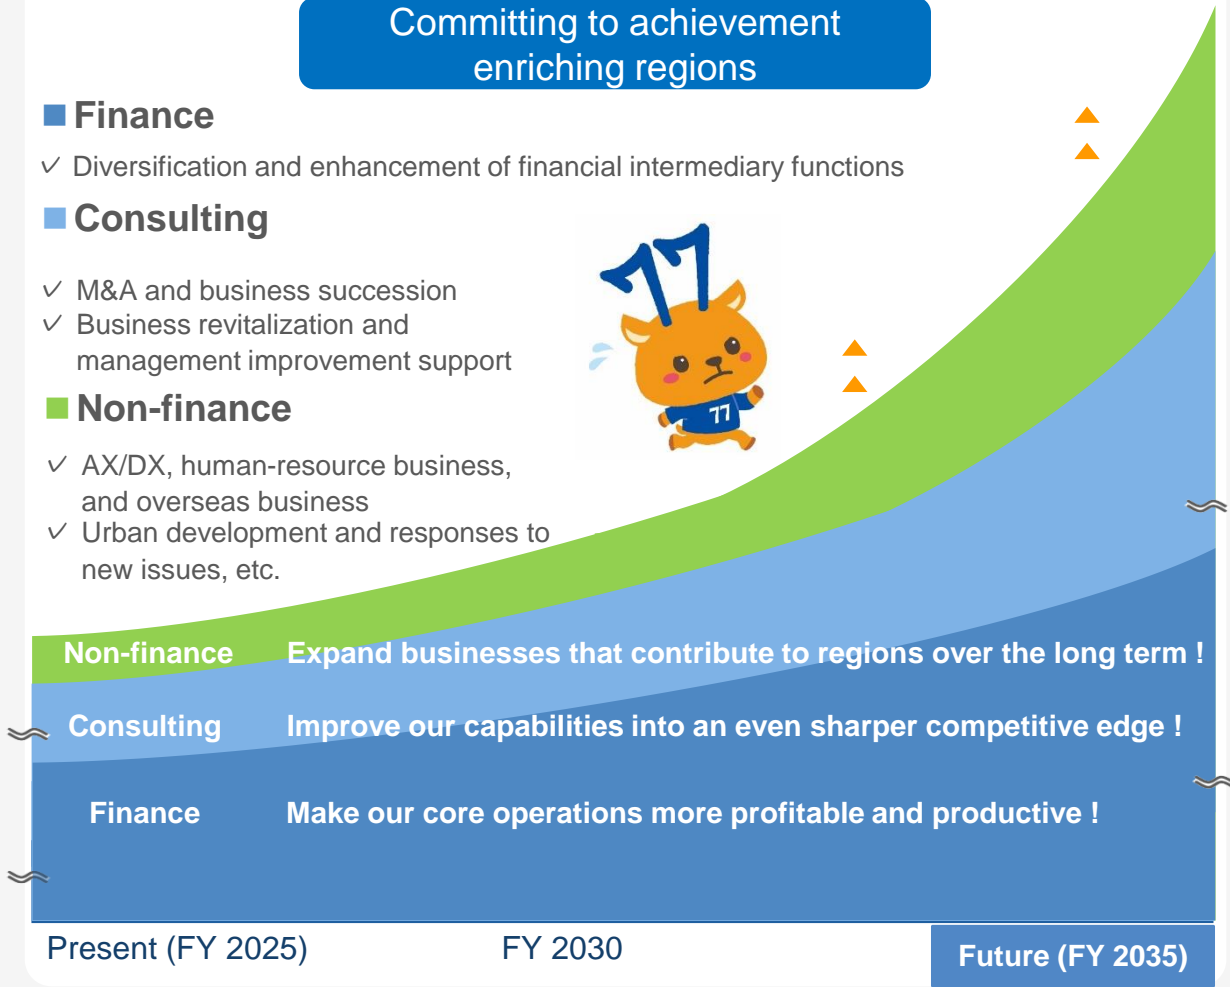 Committing to achievement
enriching regions
Finance
✓ Diversification and enhancement of financial intermediary functions
Consulting
✓ M&A and business succession
✓ Business revitalization and
management improvement support
Non-finance
✓ AX/DX, human-resource business,
and overseas business
✓ Urban development and responses to
new issues, etc.
77
77
Non-finance Expand businesses that contribute to regions over the long term !
Consulting Improve our capabilities into an even sharper competitive edge !
Finance Make our core operations more profitable and productive !
Present (FY 2025) FY 2030 Future (FY 2035)